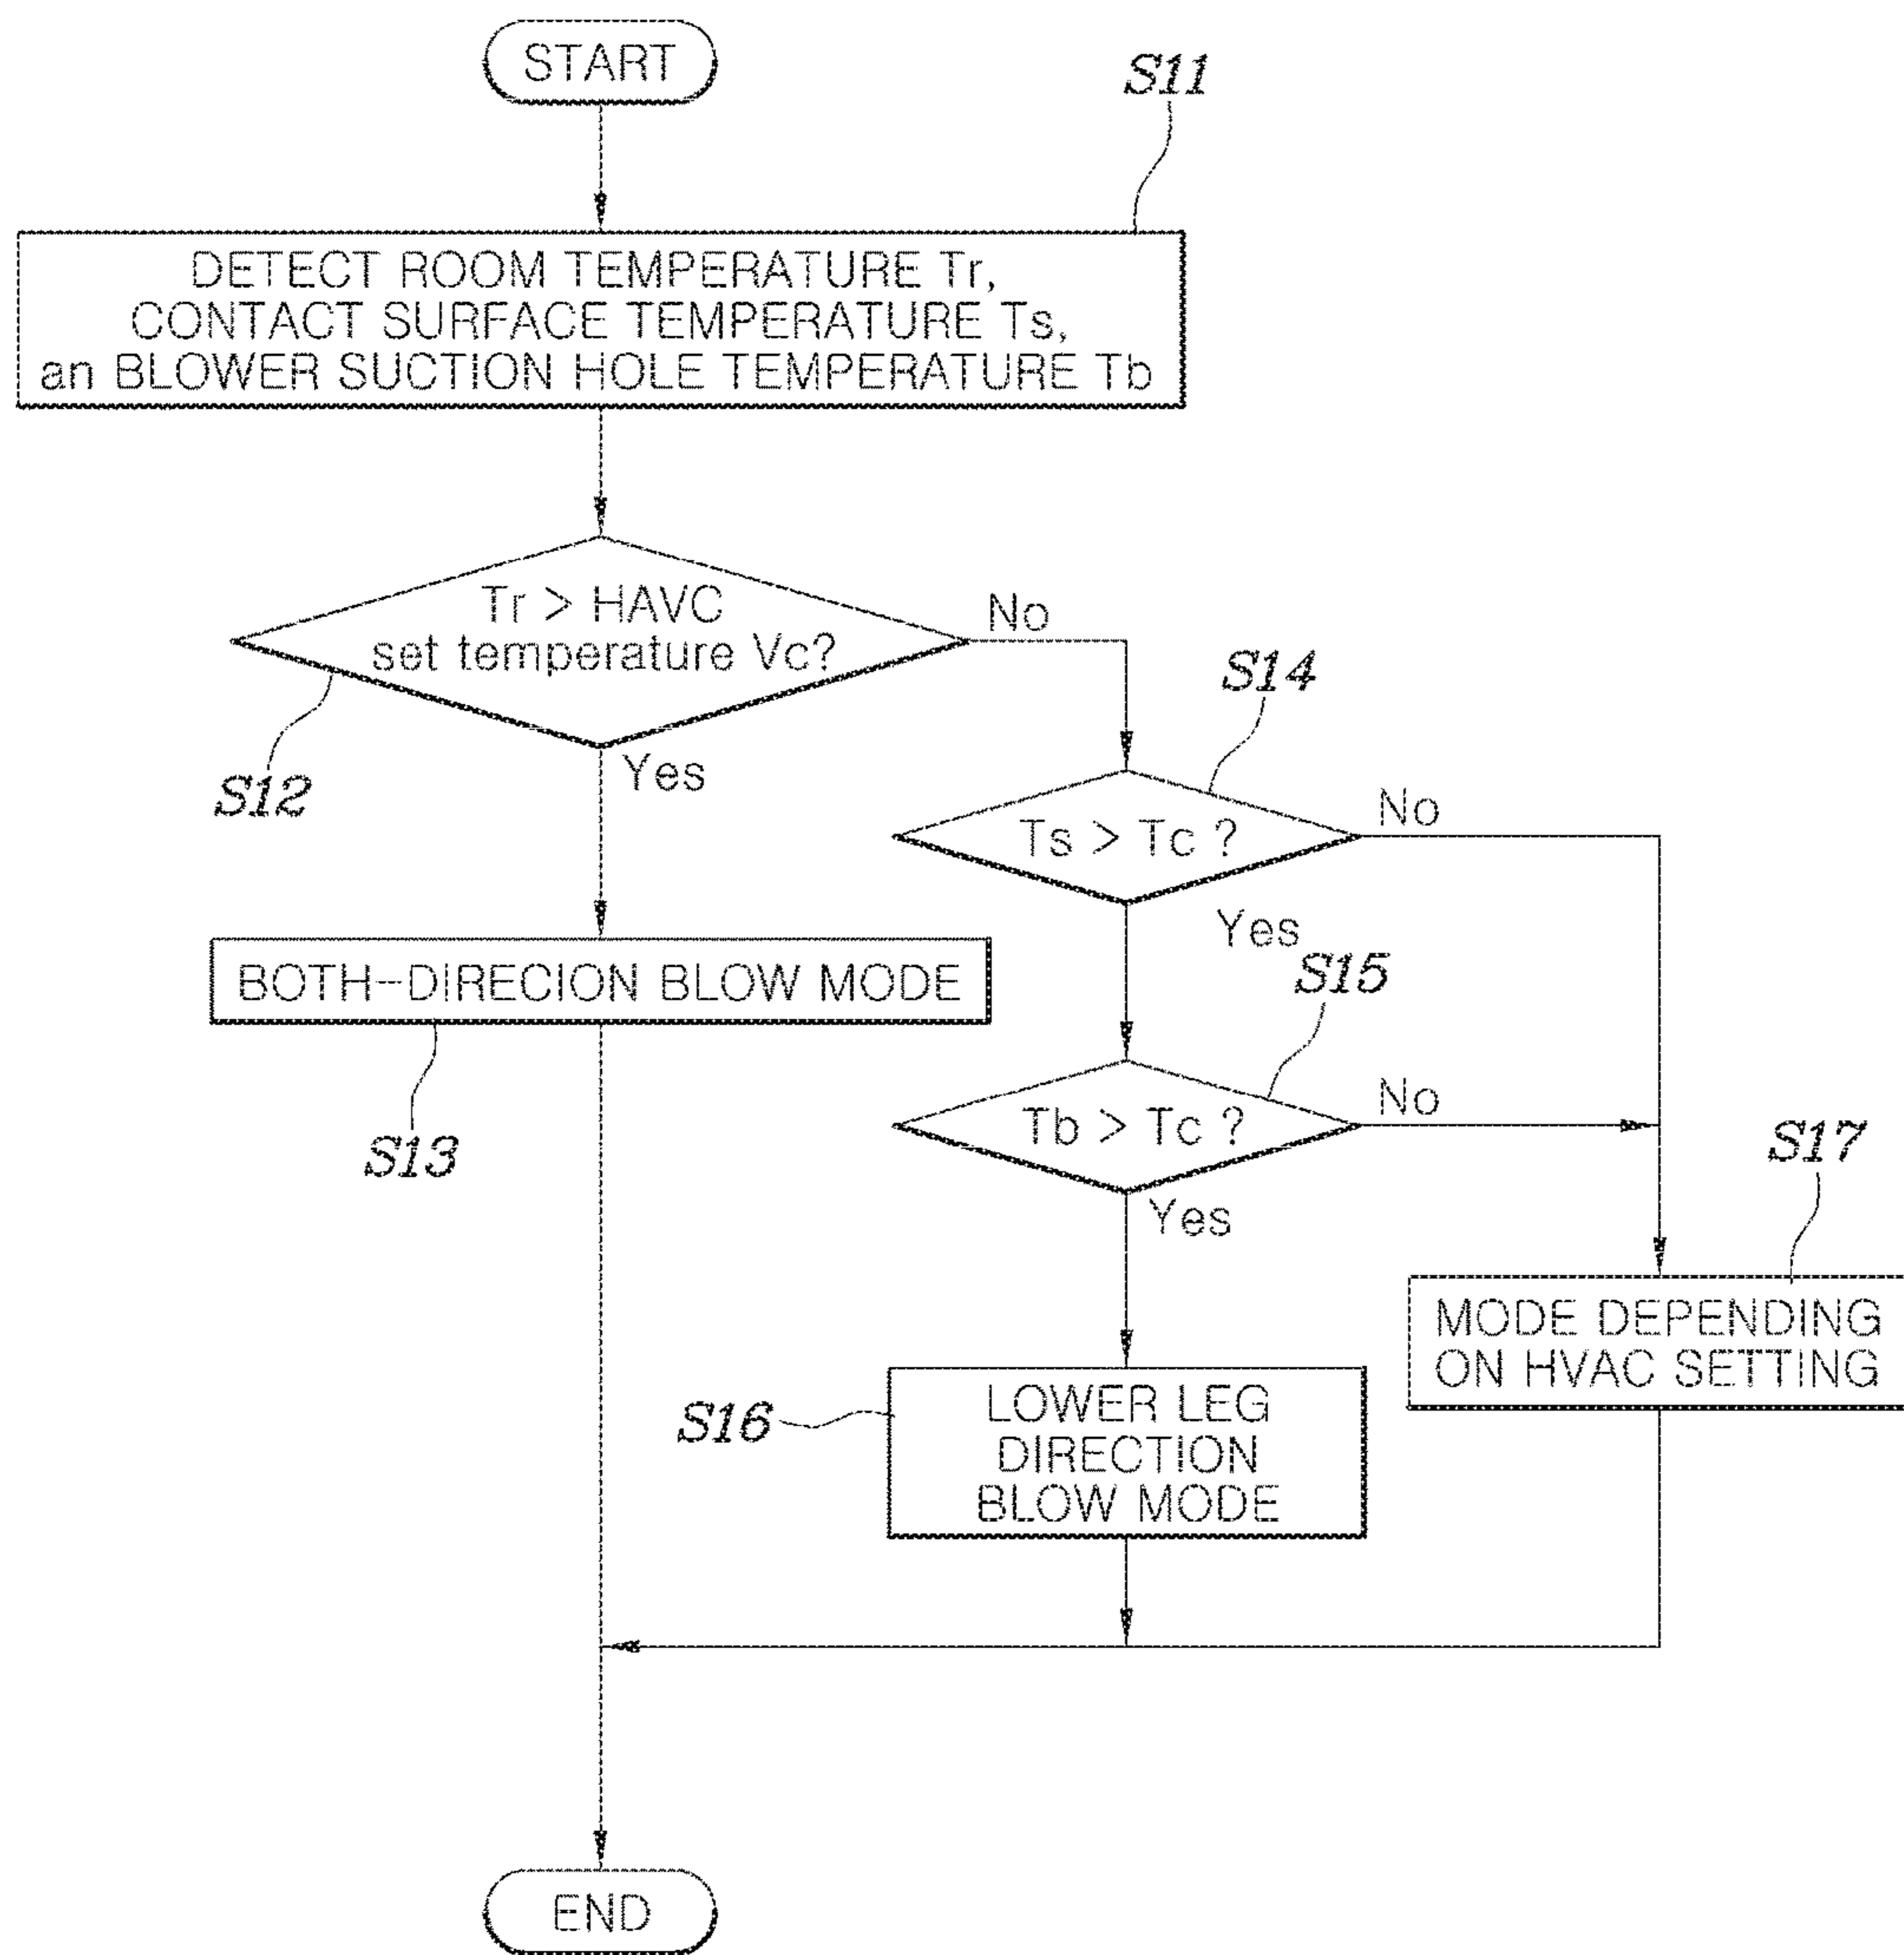 START
S11
DETECT ROOM TEMPERATURE Tr,
CONTACT SURFACE TEMPERATURE Ts,
an BLOWER SUCTION HOLE TEMPERATURE Tb
Tr > HAVC
set temperature Vc?
No
S12
Yes
S14
Ts > Tc ?
No
Yes
BOTH-DIRECION BLOW MODE
S13
S15
Tb > Tc ?
No
Yes
S17
MODE DEPENDING
ON HVAC SETTING
S16
LOWER LEG
DIRECTION
BLOW MODE
END